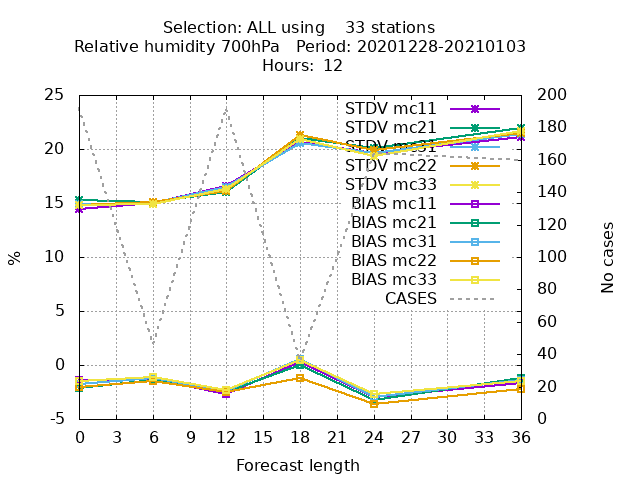 Selection: ALL using 33 stations
Relative humidity 700hPa Period: 20201228-20210103
Hours: 12
25
20
15
10
5
0
-5
%
200
180
160
140
120
100
80
60
40
20
0
No cases
STDV mc11
STDV mc21
STDV mc31
STDV mc22
STDV mc33
BIAS mc11
BIAS mc21
BIAS mc31
BIAS mc22
BIAS mc33
CASES
0 3 6 9 12 15 18 21 24 27 30 33 36
Forecast length